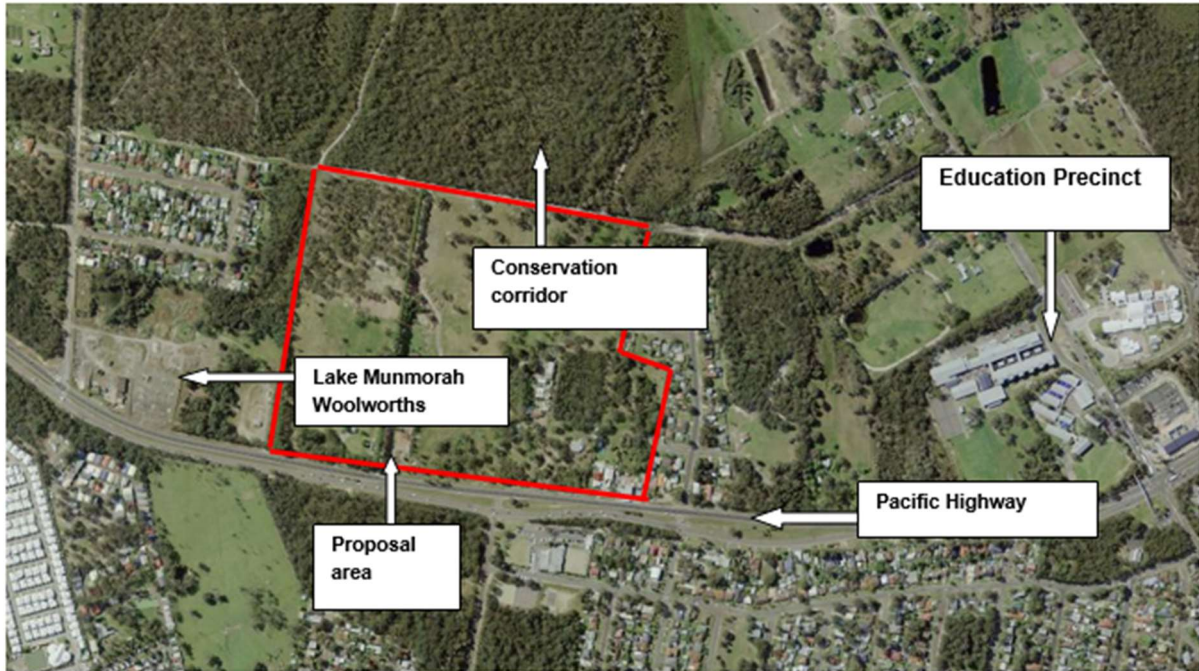 Education Precinct
Conservation
corridor
Lake Munmorah
Woolworths
Pacific Highway
Proposal
area